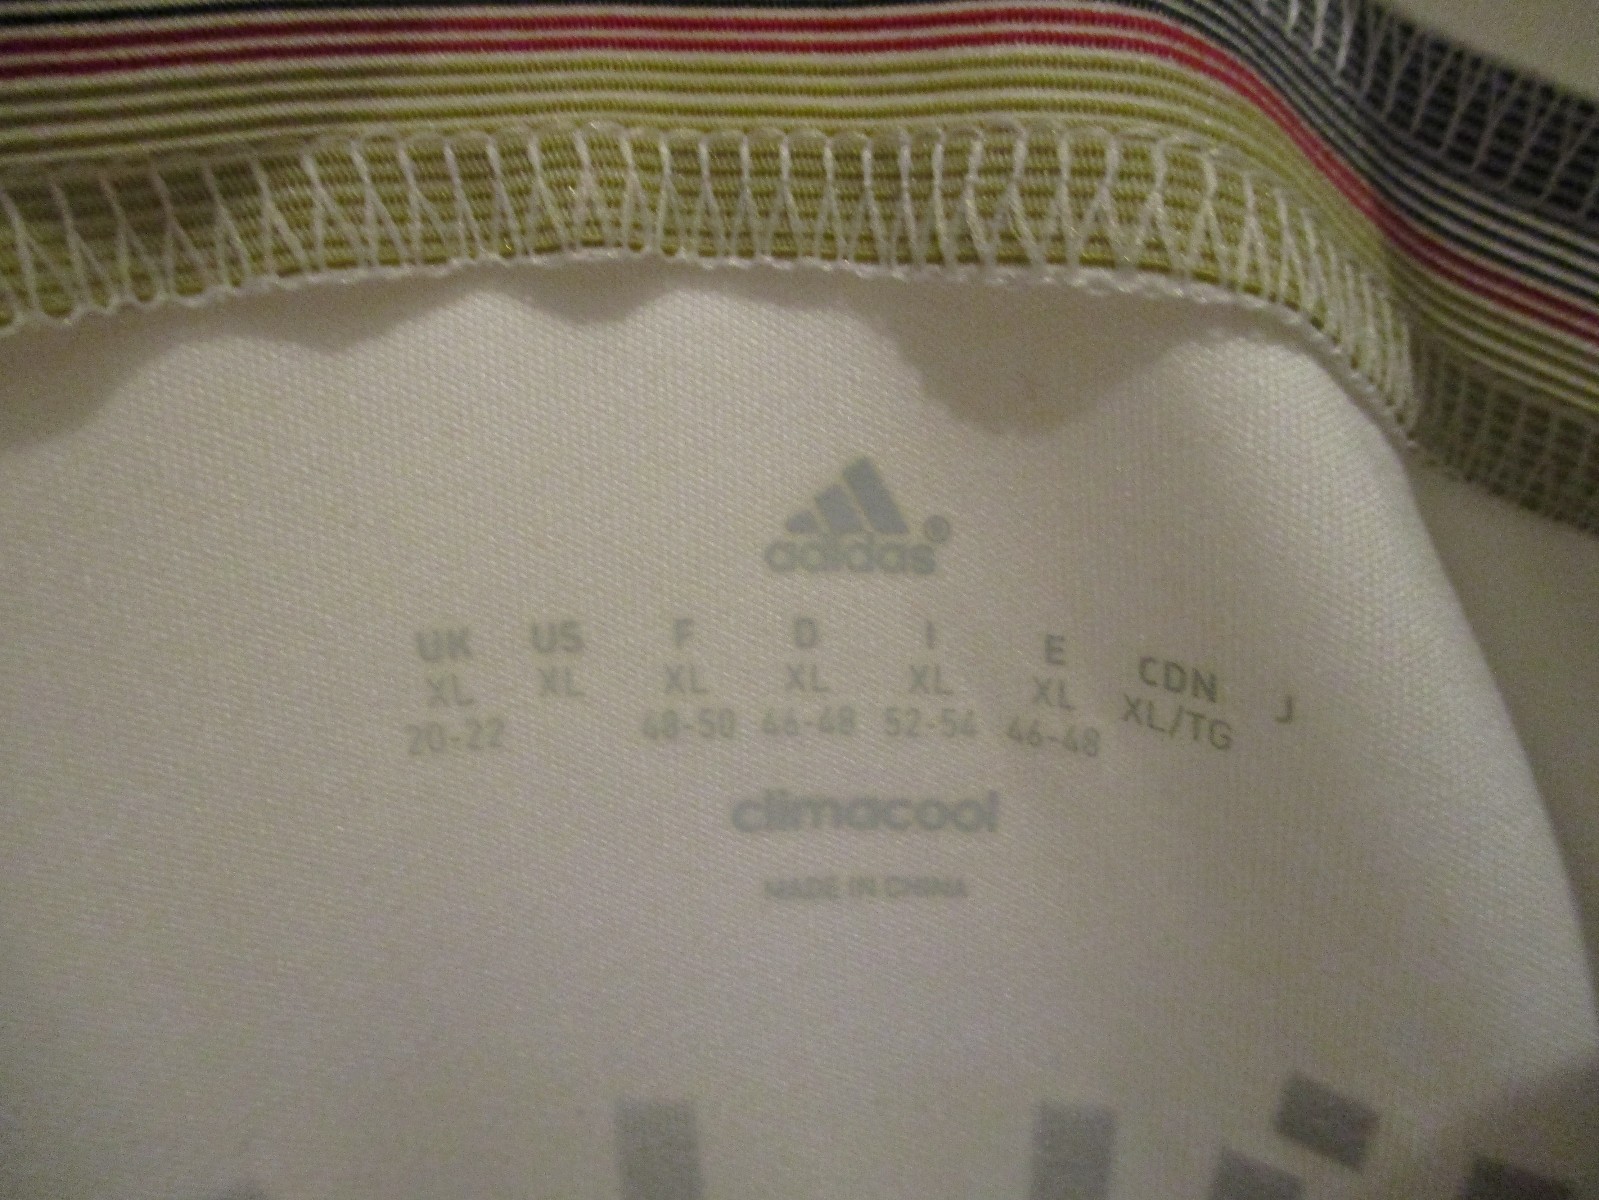 adidas®
UK US F D I E CDN J
XL XL XL XL XL XL XL/TG
20-22 48-50 46-48 52-54 46-48
climacool
MADE IN CHINA